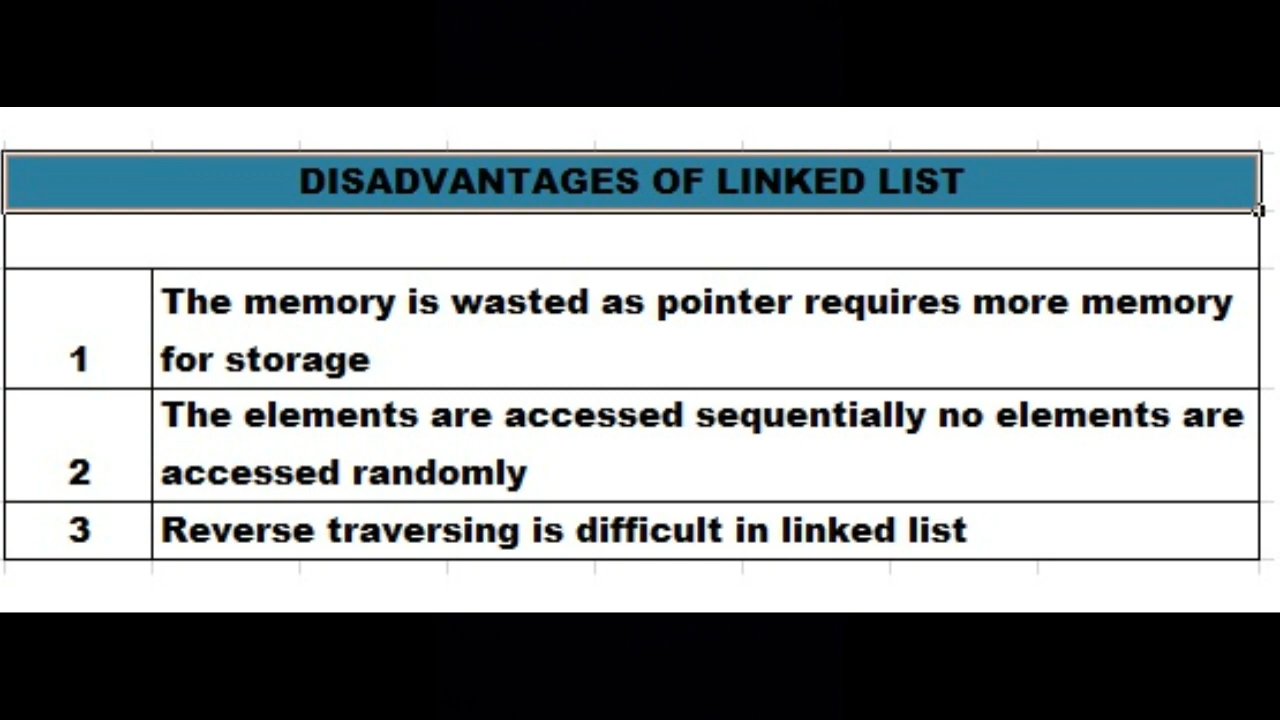 DISADVANTAGES OF LINKED LIST
The memory is wasted as pointer requires more memory
1 for storage
The elements are accessed sequentially no elements are
2 accessed randomly
3 Reverse traversing is difficult in linked list